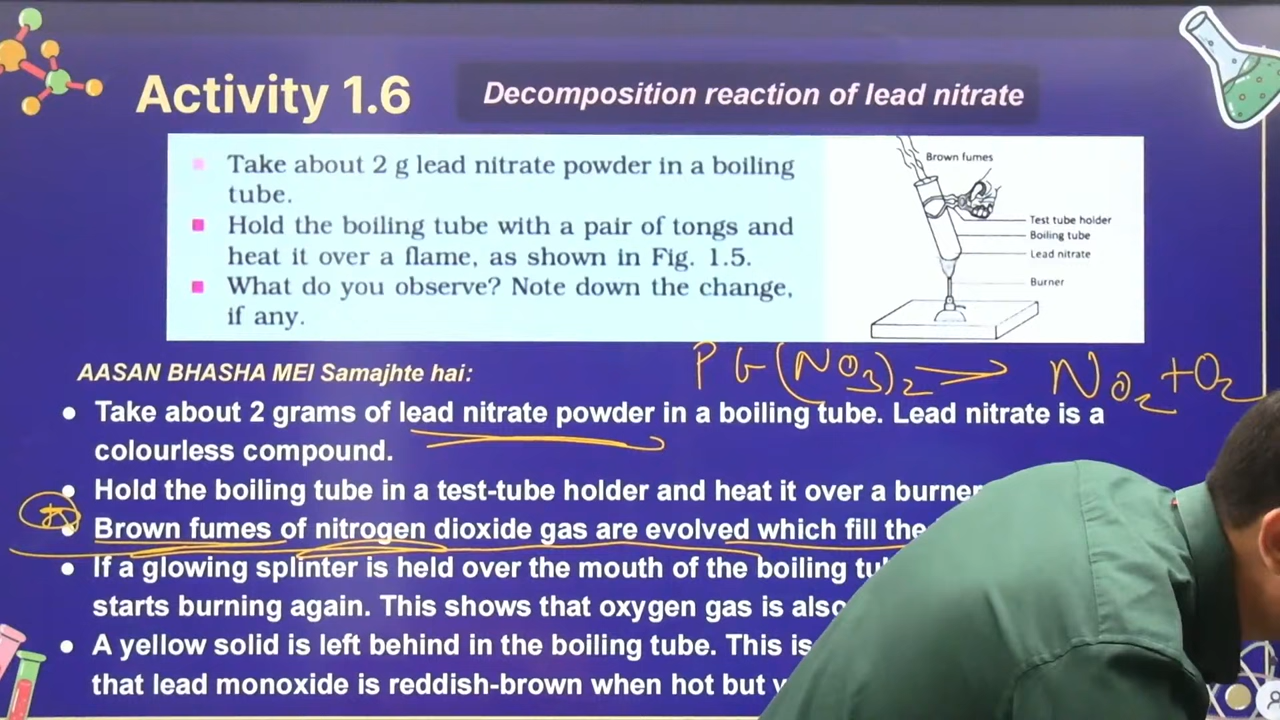 Activity 1.6
Decomposition reaction of lead nitrate
Take about 2 g lead nitrate powder in a boiling
tube.
Hold the boiling tube with a pair of tongs and
heat it over a flame, as shown in Fig. 1.5.
What do you observe? Note down the change,
if any.
Brown fumes
Test tube holder
Boiling tube
Lead nitrate
Burner
Pb(NO3)2 → NO2 + O2
AASAN BHASHA MEI Samajhte hai:
Take about 2 grams of lead nitrate powder in a boiling tube. Lead nitrate is a
colourless compound.
Hold the boiling tube in a test-tube holder and heat it over a burner
Brown fumes of nitrogen dioxide gas are evolved which fill the
If a glowing splinter is held over the mouth of the boiling
starts burning again. This shows that oxygen gas is also
A yellow solid is left behind in the boiling tube. This is
that lead monoxide is reddish-brown when hot but